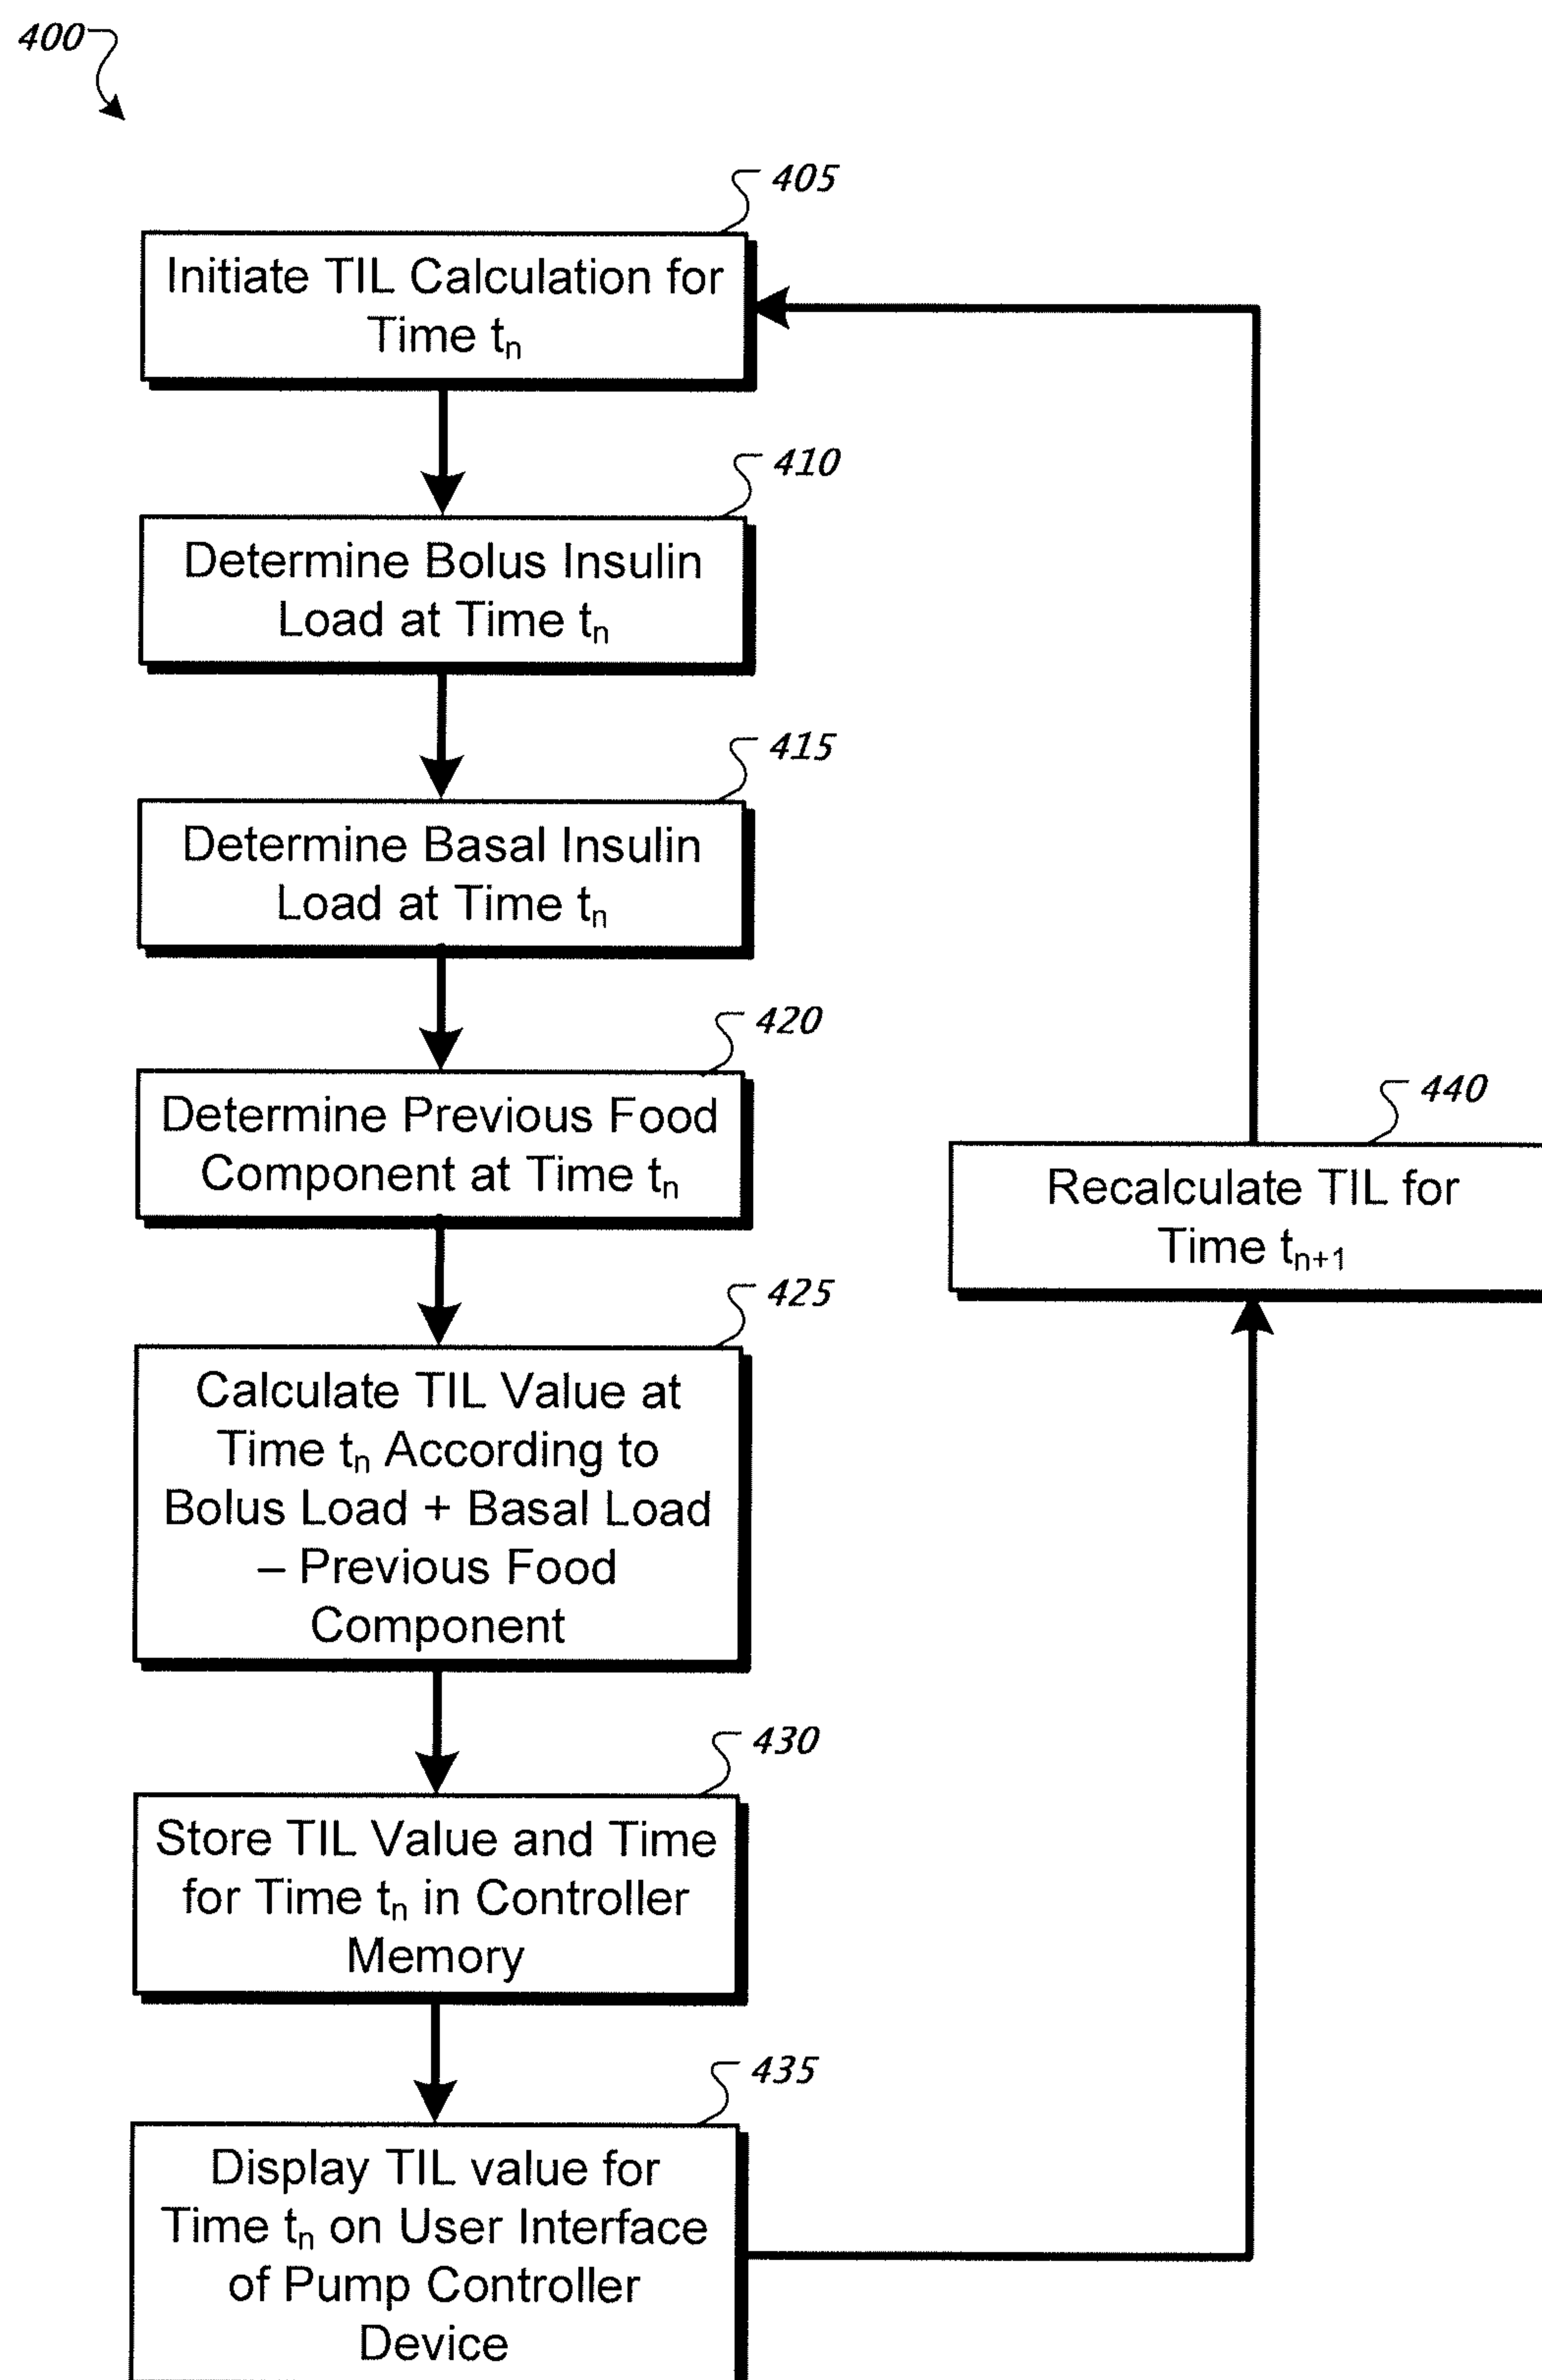 400
405
Initiate TIL Calculation for
Time tn
410
Determine Bolus Insulin
Load at Time tn
415
Determine Basal Insulin
Load at Time tn
420
Determine Previous Food
Component at Time tn
425
Calculate TIL Value at
Time tn According to
Bolus Load + Basal Load
– Previous Food
Component
430
Store TIL Value and Time
for Time tn in Controller
Memory
435
Display TIL value for
Time tn on User Interface
of Pump Controller
Device
440
Recalculate TIL for
Time tn+1